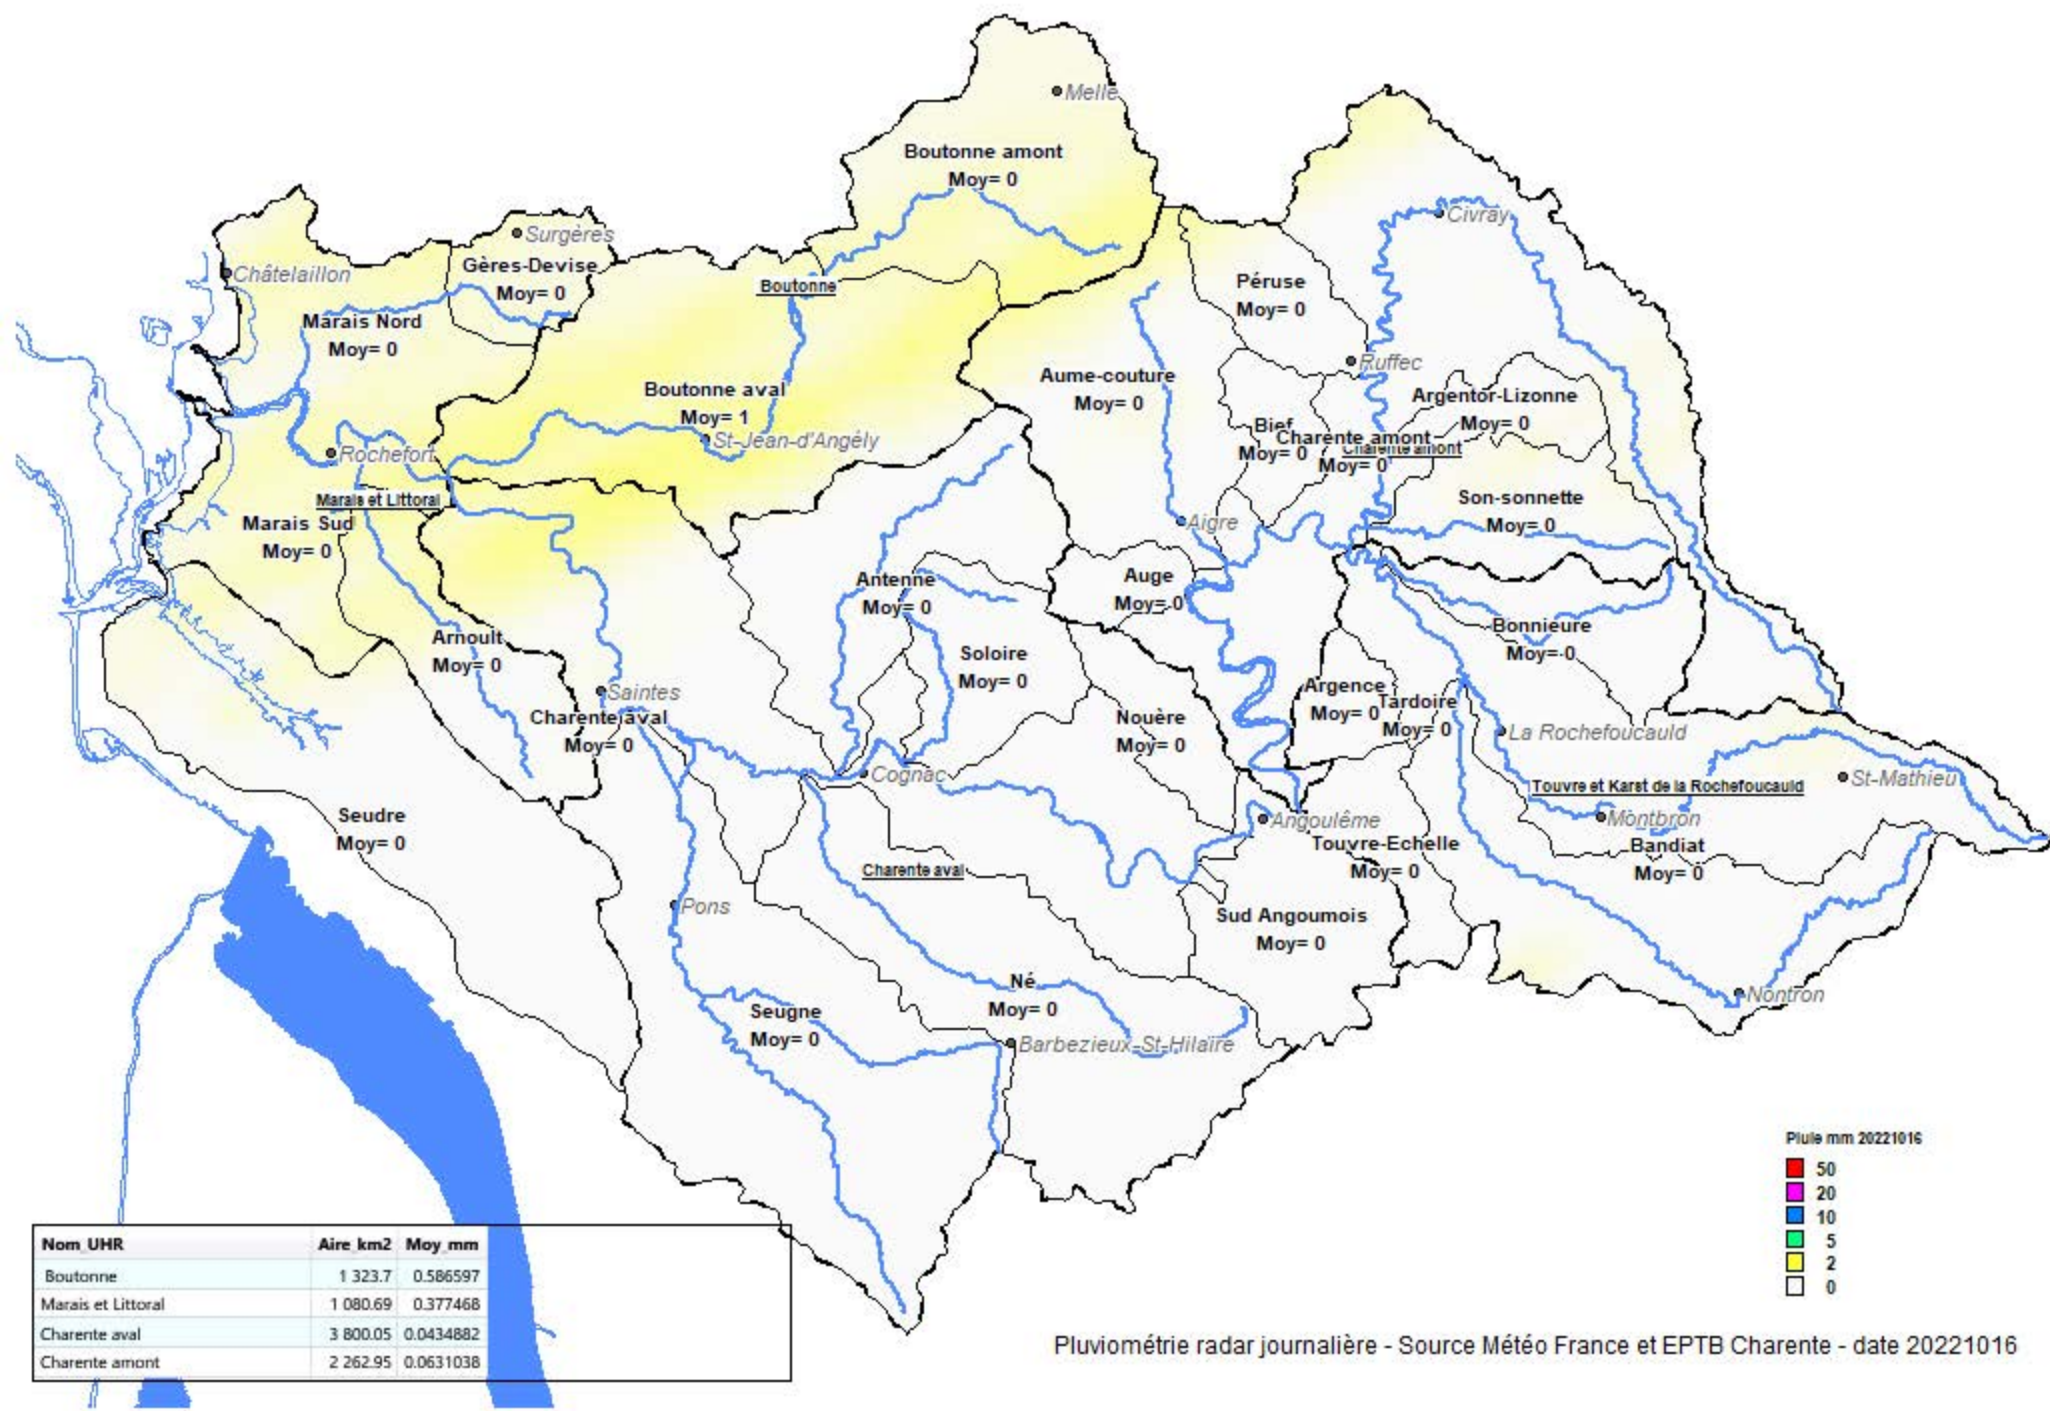 Melle
Boutonne amont
Moy= 0
Civray
Surgères
Châtelaillon
Gères-Devise
Moy= 0
Boutonne
Péruse
Moy= 0
Marais Nord
Moy= 0
Ruffec
Aume-couture
Moy= 0
Boutonne aval
Moy= 1
St-Jean-d'Angély
Argentor-Lizonne
Moy= 0
Bief
Moy= 0
Charente amont
Charente amont
Moy= 0
Rochefort
Marais et Littoral
Marais Sud
Moy= 0
Son-sonnette
Moy= 0
Aigre
Antenne
Moy= 0
Auge
Moy= 0
Bonnieure
Moy= 0
Arnoult
Moy= 0
Soloire
Moy= 0
Saintes
Charente aval
Moy= 0
Nouère
Moy= 0
Argence
Moy= 0
Tardoire
Moy= 0
La Rochefoucauld
Cognac
Touvre et Karst de la Rochefoucauld
St-Mathieu
Seudre
Moy= 0
Angoulême
Montbron
Touvre-Echelle
Moy= 0
Bandiat
Moy= 0
Charente aval
Pons
Sud Angoumois
Moy= 0
Né
Moy= 0
Nontron
Seugne
Moy= 0
Barbezieux-St-Hilaire
Pluie mm 20221016
50
20
10
5
2
0
Nom_UHR Aire_km2 Moy_mm
Boutonne 1 323.7 0.586597
Marais et Littoral 1 080.69 0.377468
Charente aval 3 800.05 0.0434882
Charente amont 2 262.95 0.0631038
Pluviométrie radar journalière - Source Météo France et EPTB Charente - date 20221016